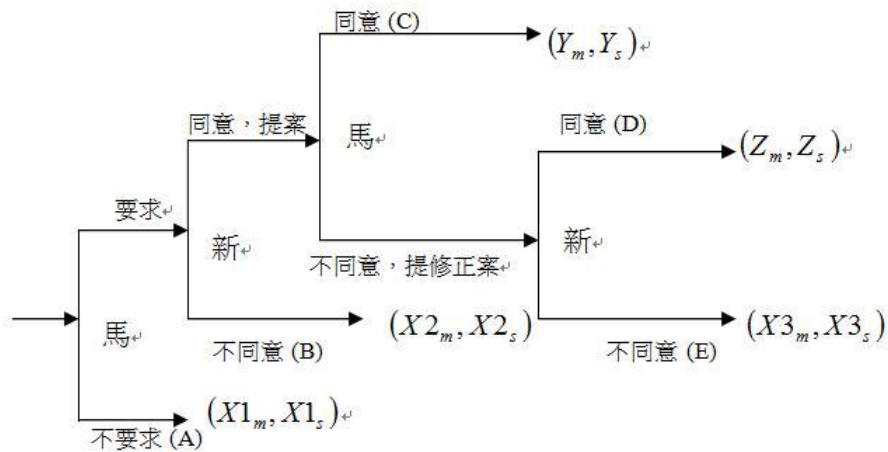 同意 (C)
(Y_m, Y_s)↵
同意，提案
馬↵
同意 (D)
(Z_m, Z_s)↵
要求↵
新↵
不同意，提修正案↵
新↵
馬↵
不同意 (B)
(X2_m, X2_s)
不同意 (E)
(X3_m, X3_s)
不要求 (A)
(X1_m, X1_s)↵